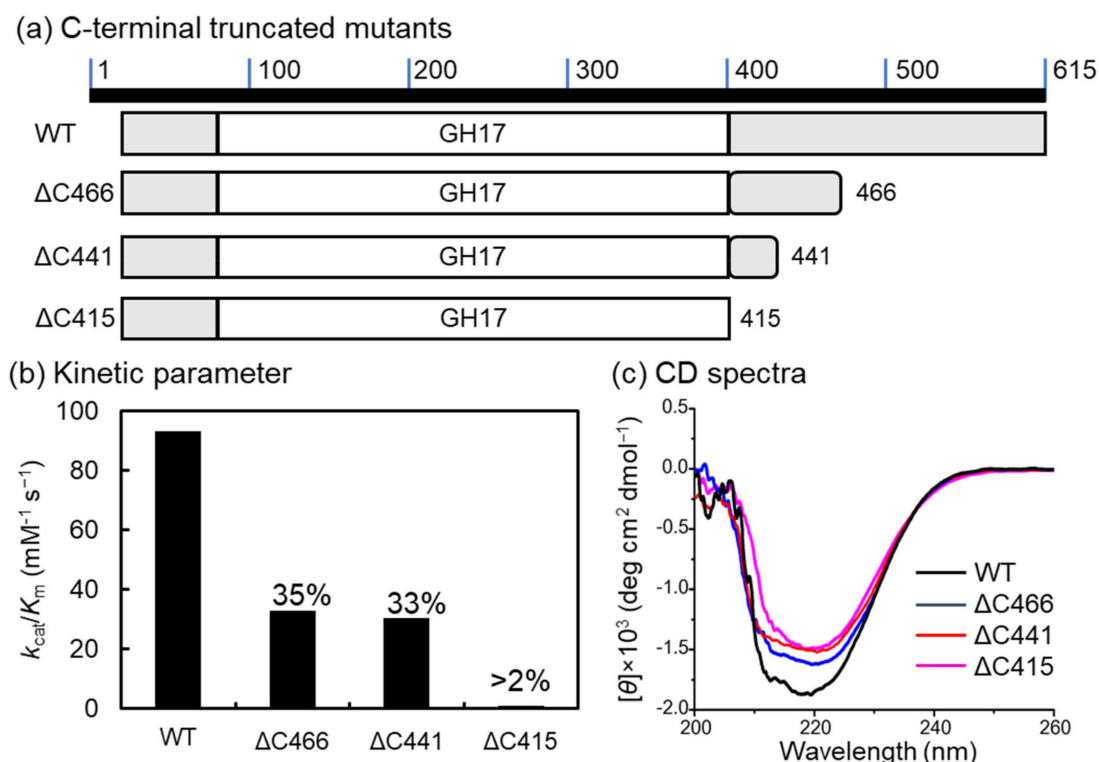 (a) C-terminal truncated mutants
1 100 200 300 400 500 615
WT GH17
ΔC466 GH17 466
ΔC441 GH17 441
ΔC415 GH17 415
(b) Kinetic parameter
kcat/Km (mM⁻¹ s⁻¹)
100
80
60
40
20
0
35%
33%
>2%
WT ΔC466 ΔC441 ΔC415
(c) CD spectra
[θ]×10³ (deg cm² dmol⁻¹)
0.5
0.0
-0.5
-1.0
-1.5
-2.0
WT
ΔC466
ΔC441
ΔC415
200 220 240 260
Wavelength (nm)